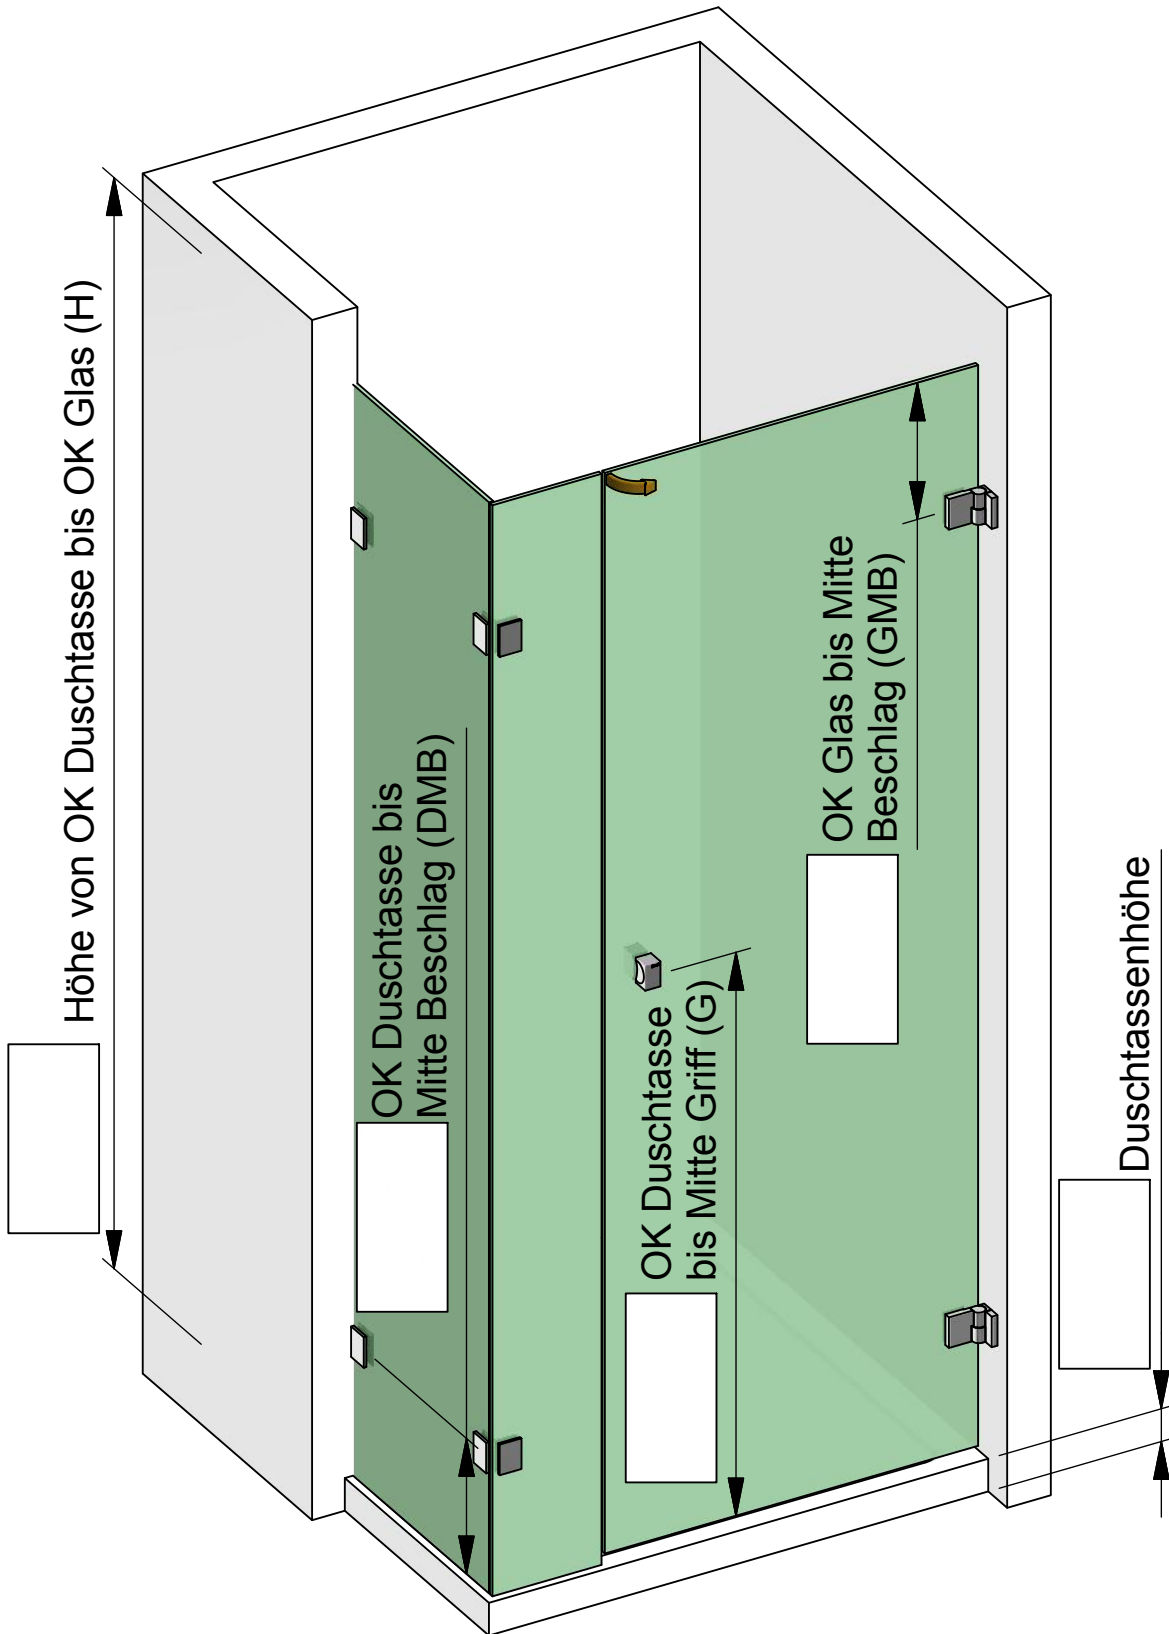 Höhe von OK Duschtasse bis OK Glas (H)
OK Duschtasse bis
Mitte Beschlag (DMB)
OK Duschtasse
bis Mitte Griff (G)
OK Glas bis Mitte
Beschlag (GMB)
Duschtassenhöhe